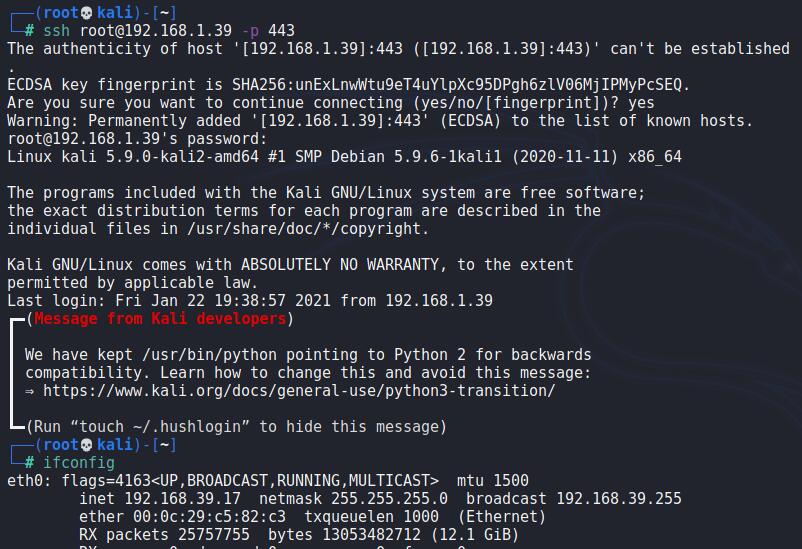 ┌──(root💀kali)-[~]
└─# ssh root@192.168.1.39 -p 443
The authenticity of host '[192.168.1.39]:443 ([192.168.1.39]:443)' can't be established
.
ECDSA key fingerprint is SHA256:unExLnwWtu9eT4uYlpXc95DPgh6zlV06MjIPMyPcSEQ.
Are you sure you want to continue connecting (yes/no/[fingerprint])? yes
Warning: Permanently added '[192.168.1.39]:443' (ECDSA) to the list of known hosts.
root@192.168.1.39's password:
Linux kali 5.9.0-kali2-amd64 #1 SMP Debian 5.9.6-1kali1 (2020-11-11) x86_64
The programs included with the Kali GNU/Linux system are free software;
the exact distribution terms for each program are described in the
individual files in /usr/share/doc/*/copyright.
Kali GNU/Linux comes with ABSOLUTELY NO WARRANTY, to the extent
permitted by applicable law.
Last login: Fri Jan 22 19:38:57 2021 from 192.168.1.39
┏━(Message from Kali developers)
┃ We have kept /usr/bin/python pointing to Python 2 for backwards
┃ compatibility. Learn how to change this and avoid this message:
┃ ⇒ https://www.kali.org/docs/general-use/python3-transition/
┗━(Run “touch ~/.hushlogin” to hide this message)
┌──(root💀kali)-[~]
└─# ifconfig
eth0: flags=4163<UP,BROADCAST,RUNNING,MULTICAST>  mtu 1500
inet 192.168.39.17  netmask 255.255.255.0  broadcast 192.168.39.255
ether 00:0c:29:c5:82:c3  txqueuelen 1000  (Ethernet)
RX packets 25757755  bytes 13053482712 (12.1 GiB)